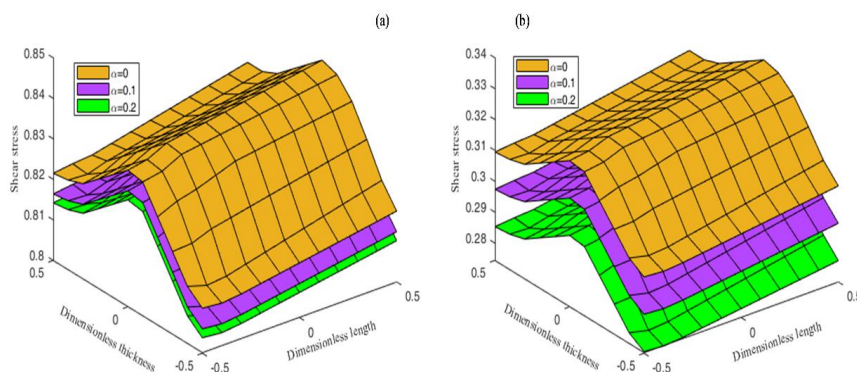 (a)
0.85
0.84
0.83
0.82
0.81
0.8
Shear stress
α=0
α=0.1
α=0.2
0.5
0
-0.5
Dimensionless thickness
-0.5
0
0.5
Dimensionless length
(b)
0.34
0.33
0.32
0.31
0.3
0.29
0.28
Shear stress
α=0
α=0.1
α=0.2
0.5
0
-0.5
Dimensionless thickness
-0.5
0
0.5
Dimensionless length